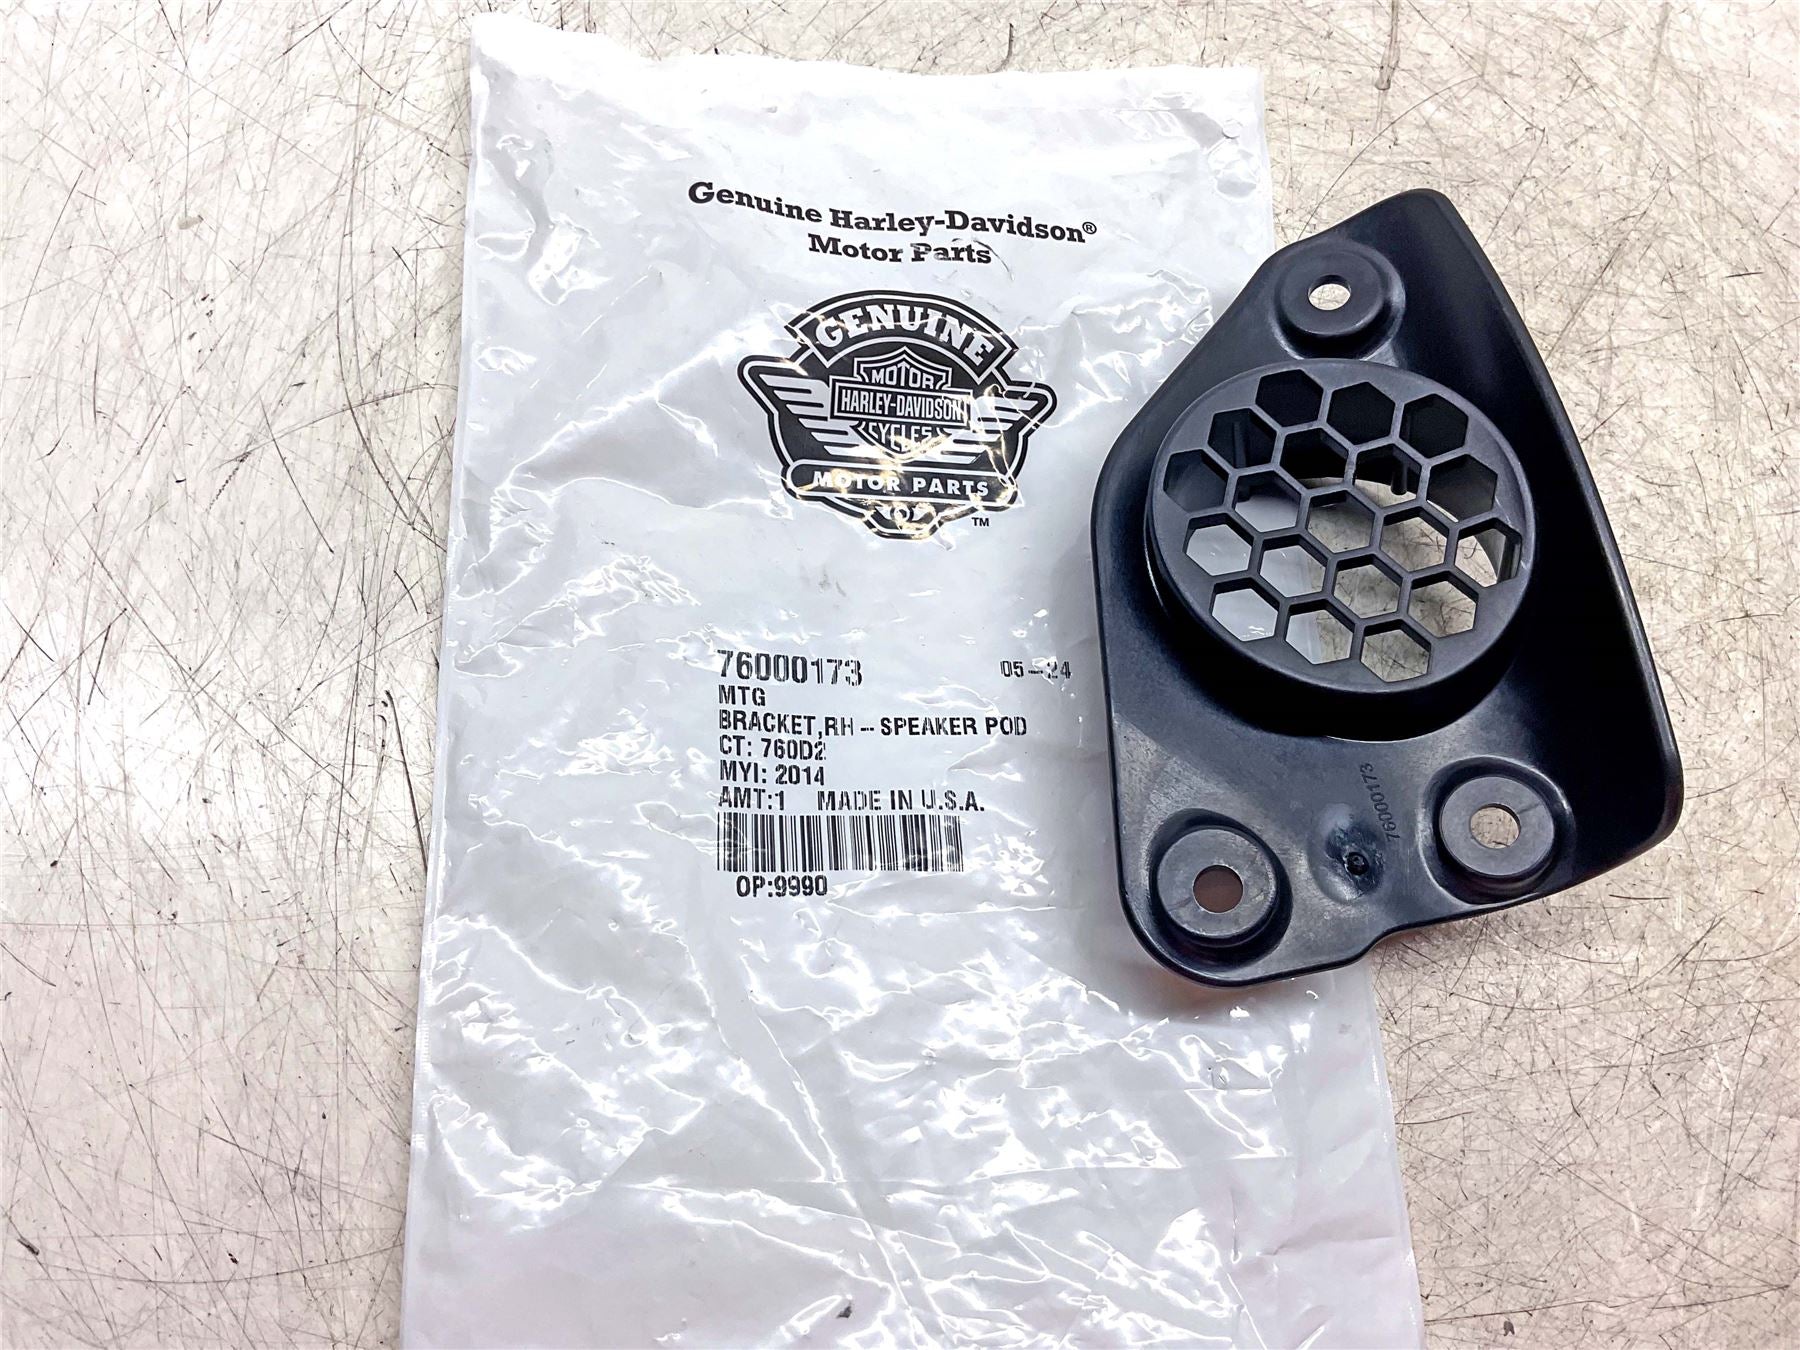 Genuine Harley-Davidson®
Motor Parts
GENUINE
MOTOR
HARLEY-DAVIDSON
CYCLES
MOTOR PARTS
™
76000173 05-24
MTG
BRACKET,RH - SPEAKER POD
CT: 760D2
MYI: 2014
AMT:1 MADE IN U.S.A.
OP:9990
76000173